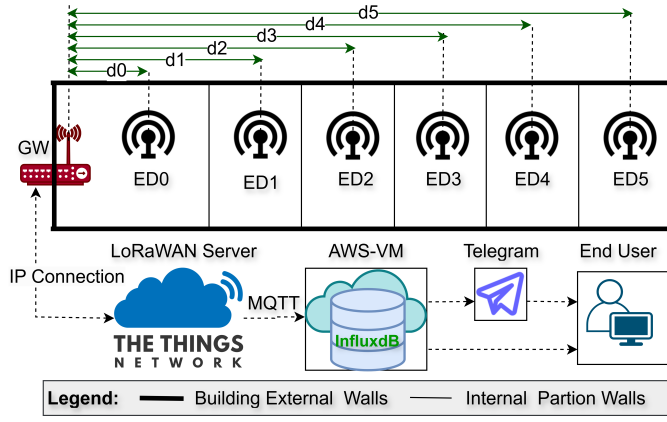 d5
d4
d3
d2
d1
d0
GW
ED0 ED1 ED2 ED3 ED4 ED5
LoRaWAN Server AWS-VM Telegram End User
IP Connection
MQTT
THE THINGS
NETWORK
InfluxdB
Legend: Building External Walls Internal Partion Walls